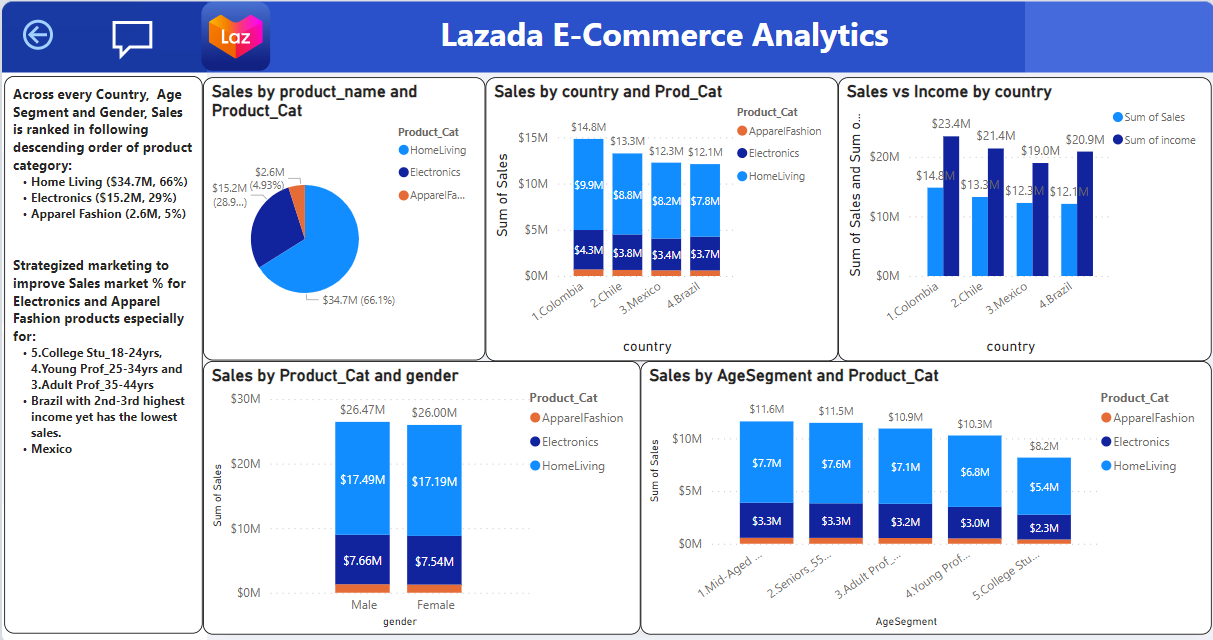 Laz
Lazada E-Commerce Analytics
Across every Country, Age
Segment and Gender, Sales
is ranked in following
descending order of product
category:
• Home Living ($34.7M, 66%)
• Electronics ($15.2M, 29%)
• Apparel Fashion (2.6M, 5%)
Strategized marketing to
improve Sales market % for
Electronics and Apparel
Fashion products especially
for:
• 5.College Stu_18-24yrs,
4.Young Prof_25-34yrs and
3.Adult Prof_35-44yrs
• Brazil with 2nd-3rd highest
income yet has the lowest
sales.
• Mexico
Sales by product_name and
Product_Cat
Product_Cat
HomeLiving
Electronics
ApparelFa...
$2.6M
(4.93%)
$15.2M
(28.9...)
$34.7M (66.1%)
Sales by country and Prod_Cat
Product_Cat
ApparelFashion
Electronics
HomeLiving
Sum of Sales
$15M
$10M
$5M
$0M
$14.8M
$13.3M
$12.3M
$12.1M
$9.9M
$8.8M
$8.2M
$7.8M
$4.3M
$3.8M
$3.4M
$3.7M
1.Colombia
2.Chile
3.Mexico
4.Brazil
country
Sales vs Income by country
Sum of Sales
Sum of income
Sum of Sales and Sum o...
$20M
$10M
$0M
$23.4M
$21.4M
$19.0M
$20.9M
$14.8M
$13.3M
$12.3M
$12.1M
1.Colombia
2.Chile
3.Mexico
4.Brazil
country
Sales by Product_Cat and gender
Product_Cat
ApparelFashion
Electronics
HomeLiving
Sum of Sales
$30M
$20M
$10M
$0M
$26.47M
$26.00M
$17.49M
$17.19M
$7.66M
$7.54M
Male
Female
gender
Sales by AgeSegment and Product_Cat
Product_Cat
ApparelFashion
Electronics
HomeLiving
Sum of Sales
$10M
$5M
$0M
$11.6M
$11.5M
$10.9M
$10.3M
$8.2M
$7.7M
$7.6M
$7.1M
$6.8M
$5.4M
$3.3M
$3.3M
$3.2M
$3.0M
$2.3M
1.Mid-Aged ...
2.Seniors_55...
3.Adult Prof_...
4.Young Prof...
5.College Stu...
AgeSegment